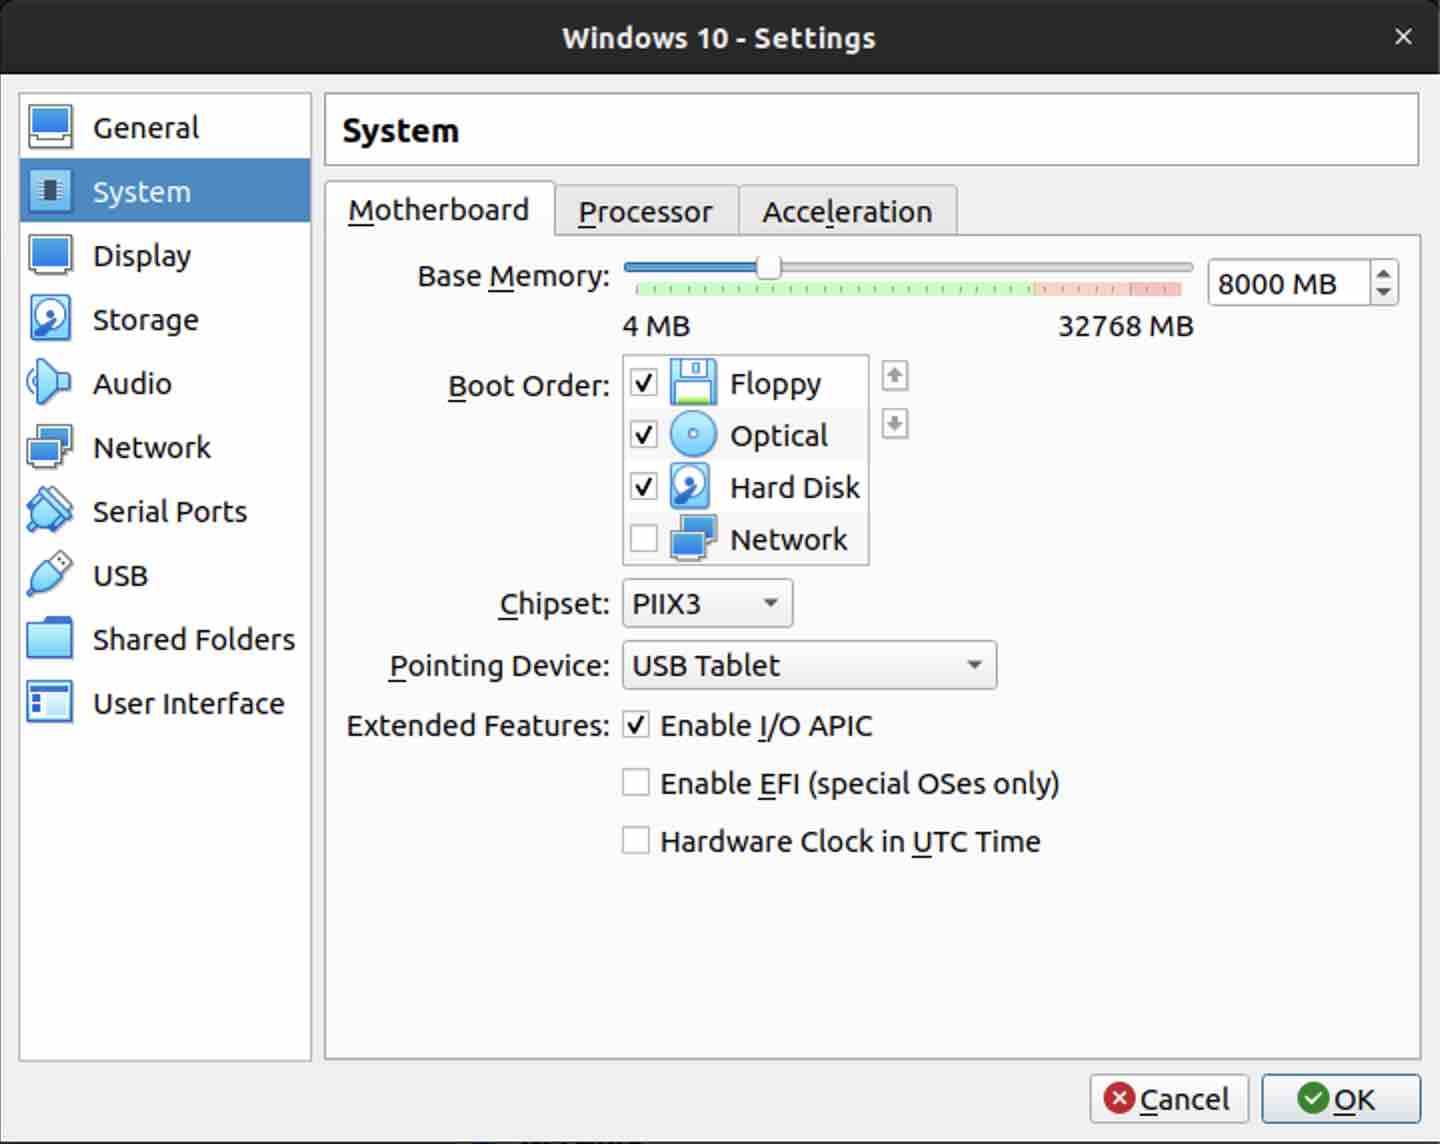 Windows 10 - Settings
General
System
Display
Storage
Audio
Network
Serial Ports
USB
Shared Folders
User Interface
System
Motherboard Processor Acceleration
Base Memory: 8000 MB
4 MB 32768 MB
Boot Order: Floppy
Optical
Hard Disk
Network
Chipset: PIIX3
Pointing Device: USB Tablet
Extended Features: Enable I/O APIC
Enable EFI (special OSes only)
Hardware Clock in UTC Time
Cancel OK